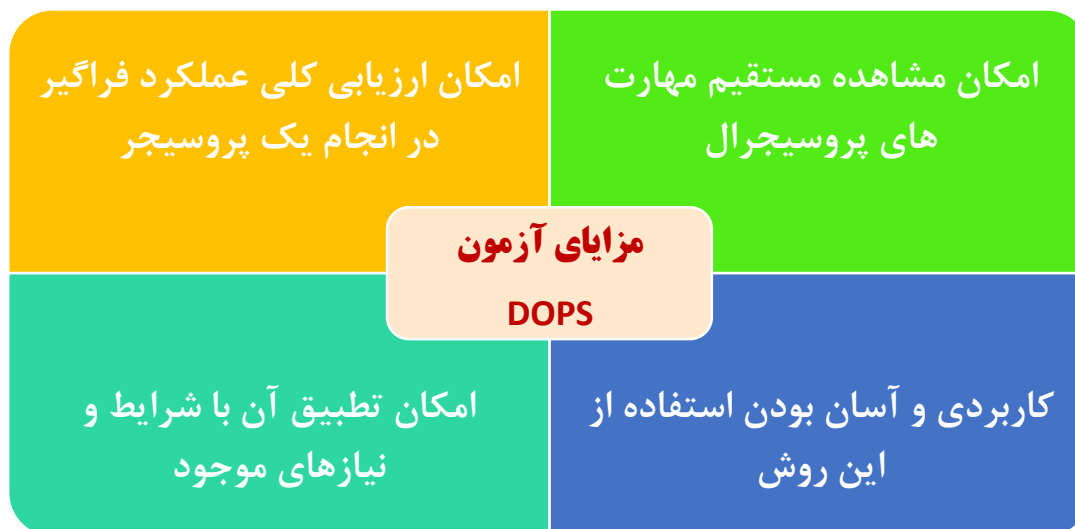 امکان مشاهده مستقیم مهارت
های پروسیجرال
امکان ارزیابی کلی عملکرد فراگیر
در انجام یک پروسیجر
مزایای آزمون
DOPS
کاربردی و آسان بودن استفاده از
این روش
امکان تطبیق آن با شرایط و
نیازهای موجود